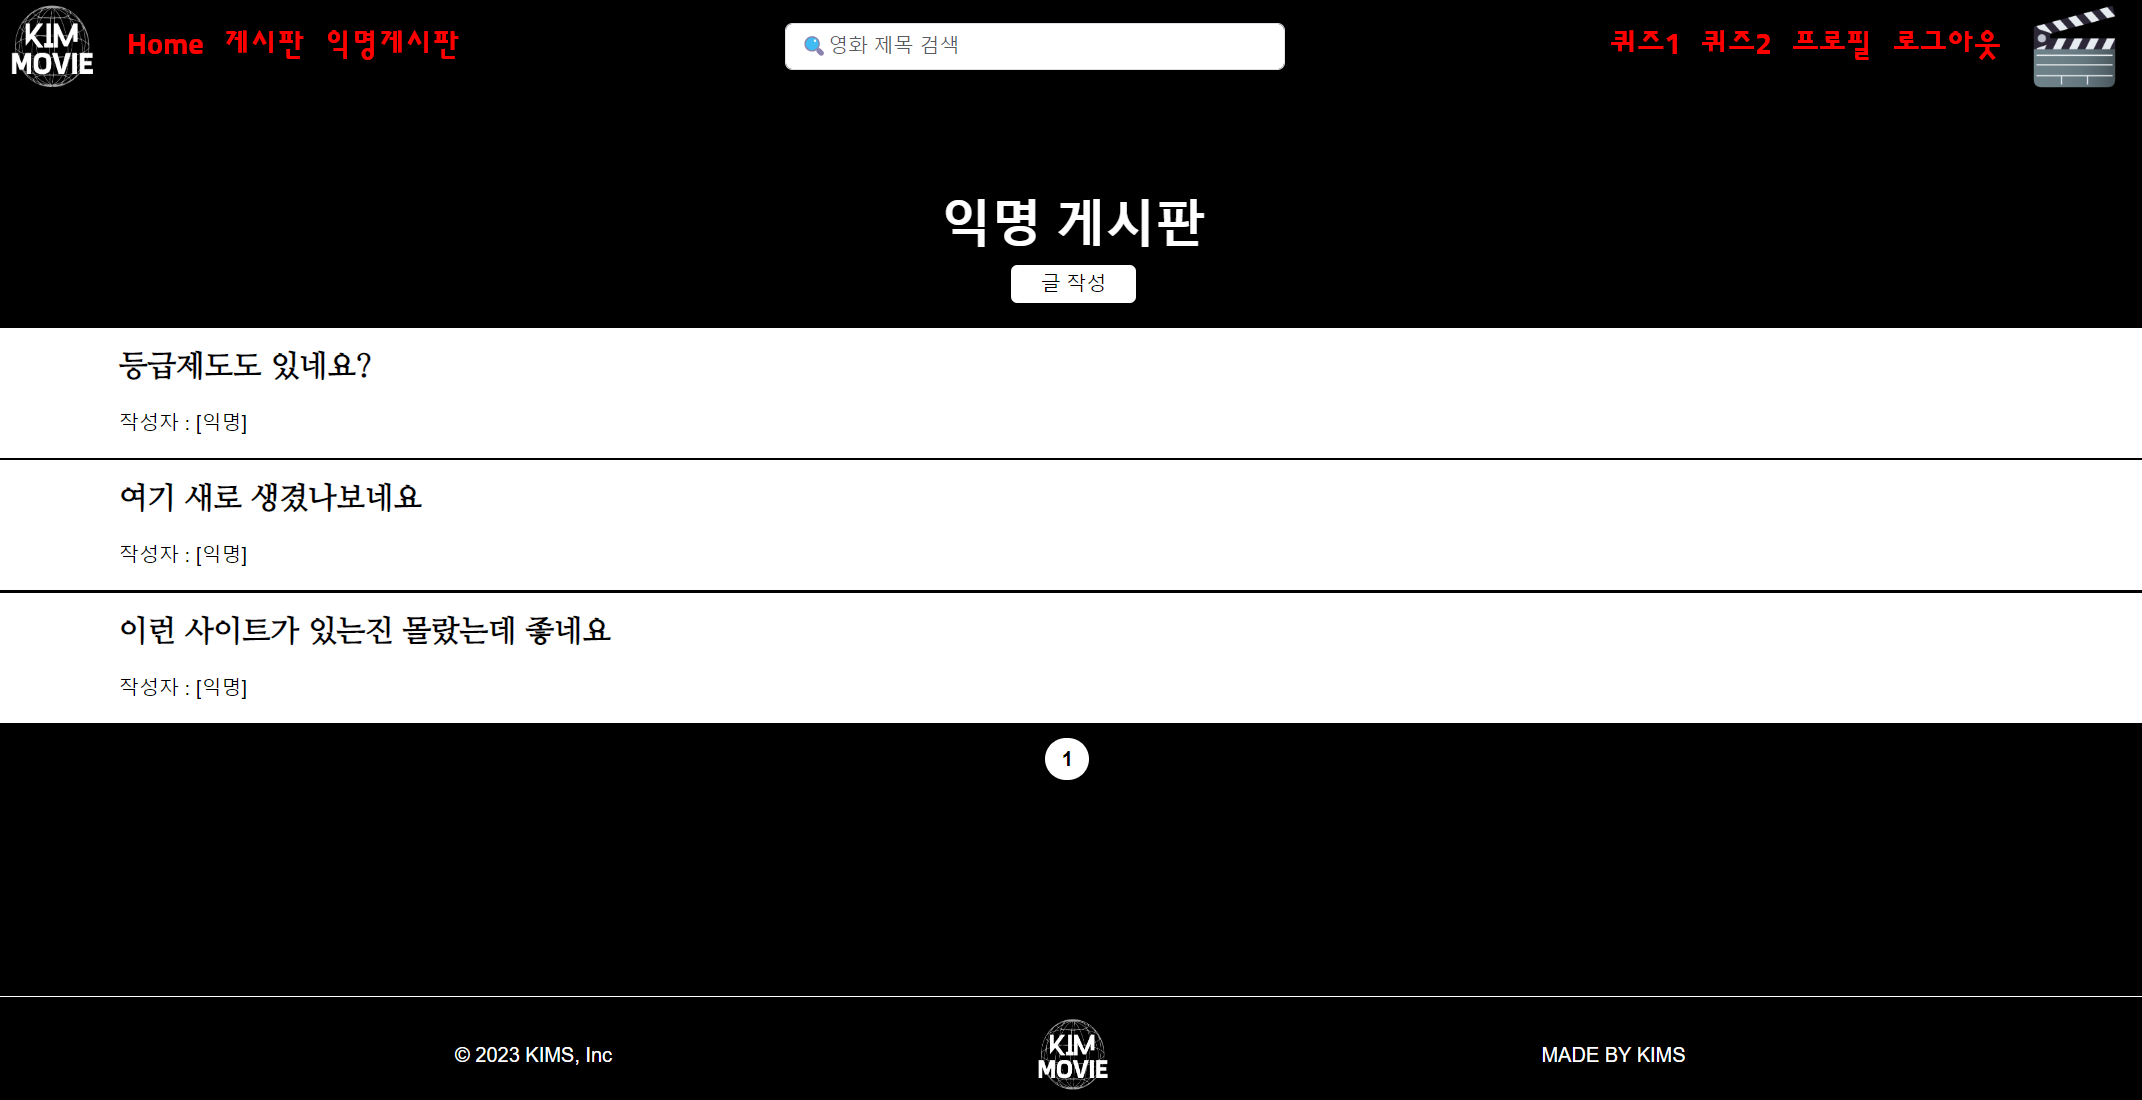 KIM
MOVIE
Home 게시판 익명게시판
영화 제목 검색
퀴즈1 퀴즈2 프로필 로그아웃
익명 게시판
글 작성
등급제도도 있네요?
작성자 : [익명]
여기 새로 생겼나보네요
작성자 : [익명]
이런 사이트가 있는진 몰랐는데 좋네요
작성자 : [익명]
1
© 2023 KIMS, Inc
KIM
MOVIE
MADE BY KIMS